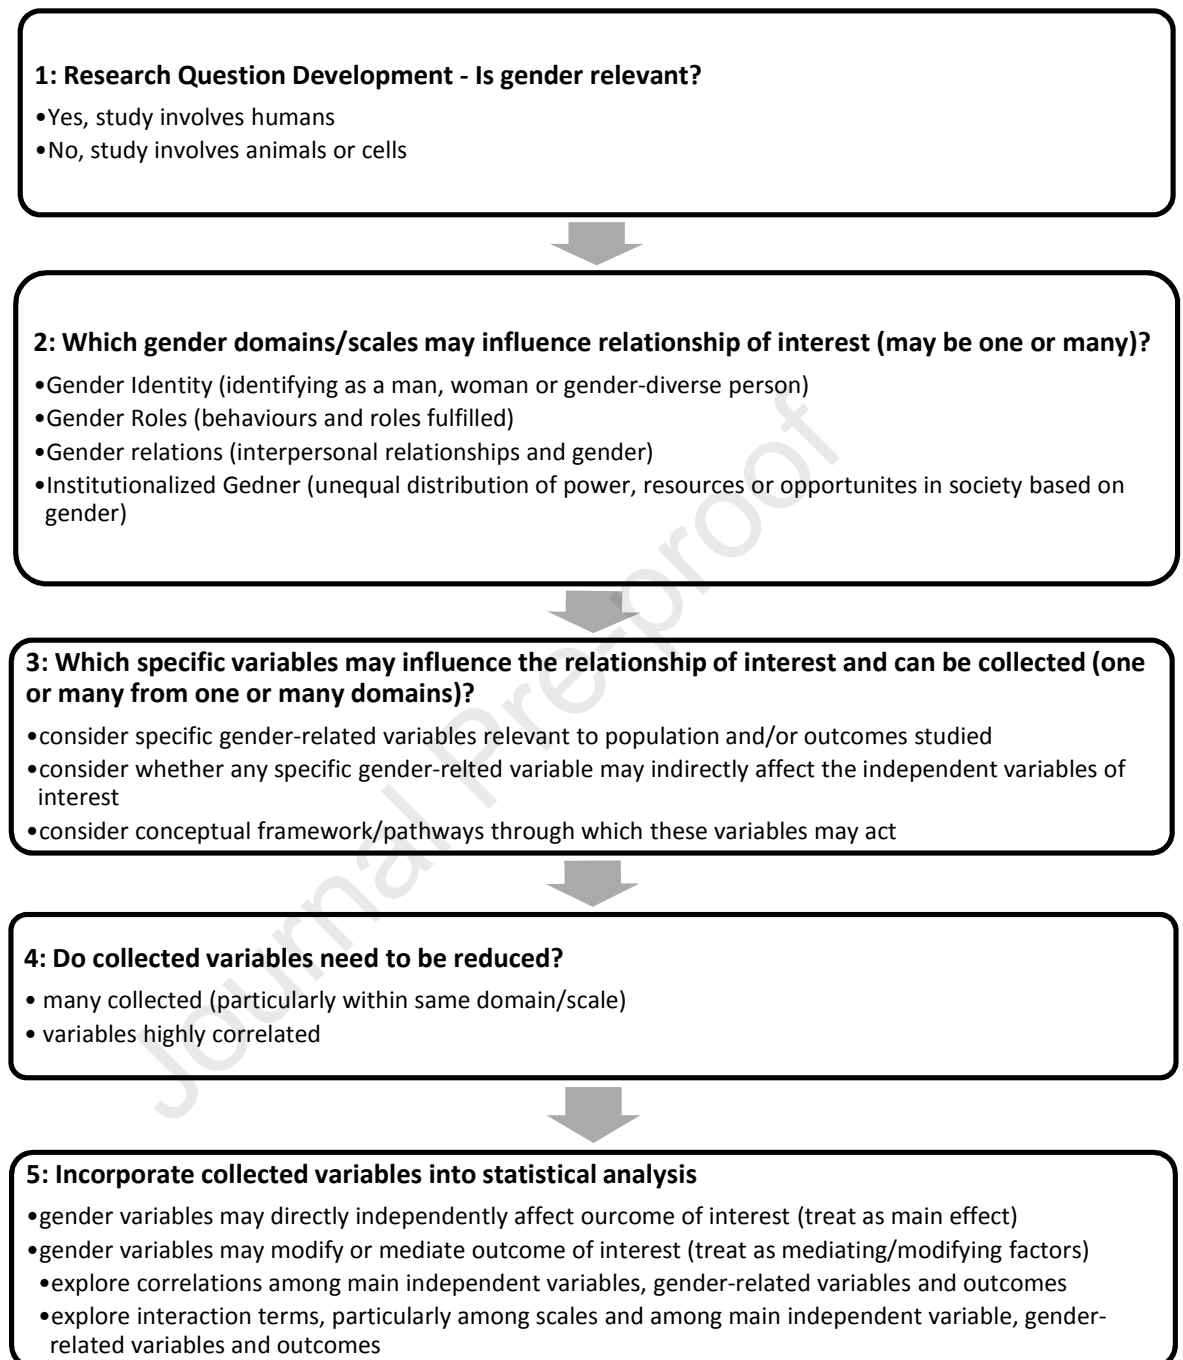 1: Research Question Development - Is gender relevant?
•Yes, study involves humans
•No, study involves animals or cells
2: Which gender domains/scales may influence relationship of interest (may be one or many)?
•Gender Identity (identifying as a man, woman or gender-diverse person)
•Gender Roles (behaviours and roles fulfilled)
•Gender relations (interpersonal relationships and gender)
•Institutionalized Gedner (unequal distribution of power, resources or opportunites in society based on
gender)
3: Which specific variables may influence the relationship of interest and can be collected (one
or many from one or many domains)?
•consider specific gender-related variables relevant to population and/or outcomes studied
•consider whether any specific gender-relted variable may indirectly affect the independent variables of
interest
•consider conceptual framework/pathways through which these variables may act
4: Do collected variables need to be reduced?
• many collected (particularly within same domain/scale)
• variables highly correlated
5: Incorporate collected variables into statistical analysis
•gender variables may directly independently affect ourcome of interest (treat as main effect)
•gender variables may modify or mediate outcome of interest (treat as mediating/modifying factors)
•explore correlations among main independent variables, gender-related variables and outcomes
•explore interaction terms, particularly among scales and among main independent variable, gender-
related variables and outcomes
Journal Pre-proof